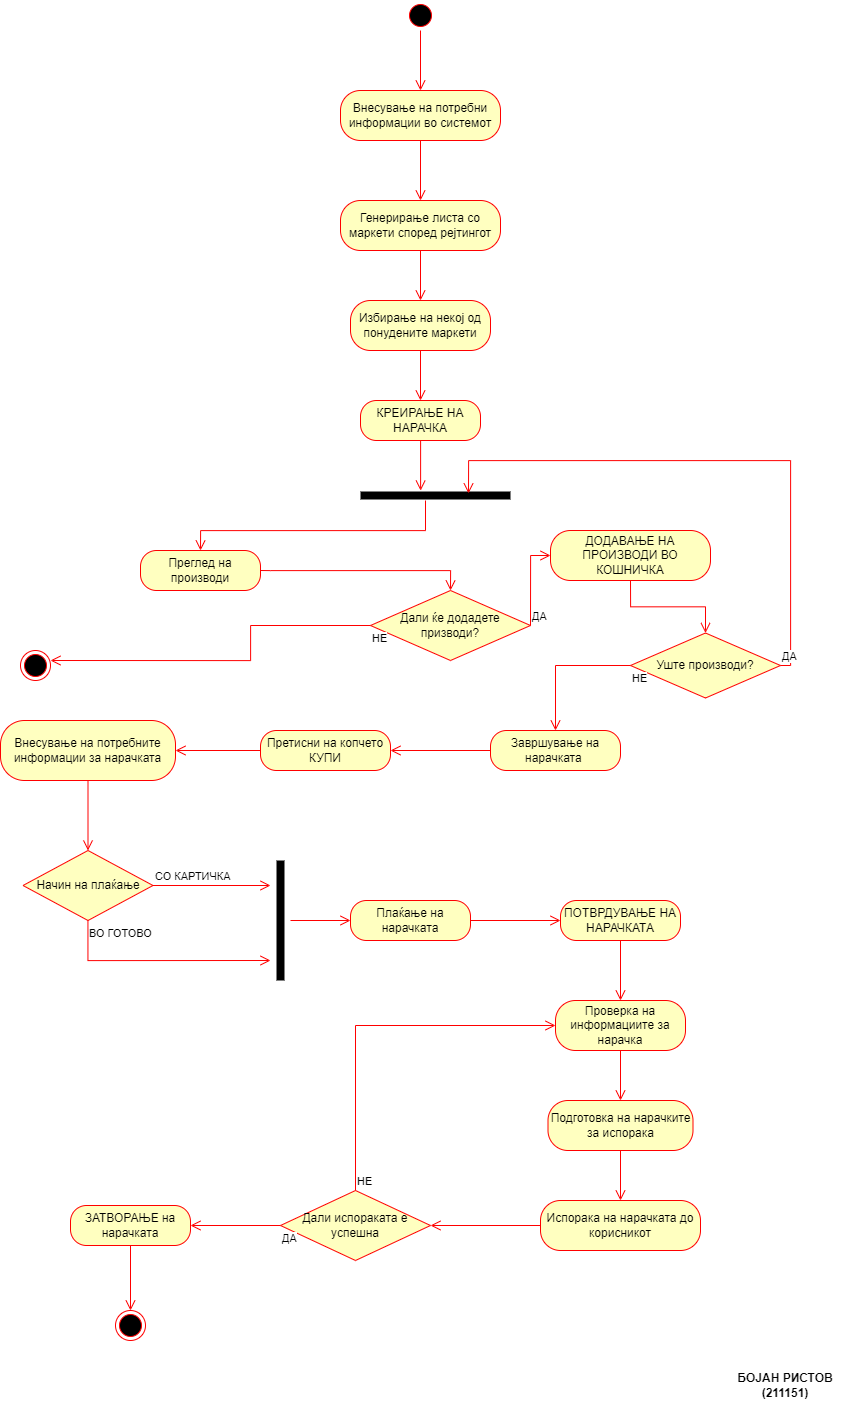 Внесување на потребни
информации во системот
Генерирање листа со
маркети според рејтингот
Избирање на некој од
понудените маркети
КРЕИРАЊЕ НА
НАРАЧКА
Преглед на
производи
Дали ќе додадете
призводи?
НЕ
ДА
ДОДАВАЊЕ НА
ПРОИЗВОДИ ВО
КОШНИЧКА
Уште производи?
НЕ
ДА
Завршување на
нарачката
Претисни на копчето
КУПИ
Внесување на потребните
информации за нарачката
Начин на плаќање
СО КАРТИЧКА
ВО ГОТОВО
Плаќање на
нарачката
ПОТВРДУВАЊЕ НА
НАРАЧКАТА
Проверка на
информациите за
нарачка
Подготовка на нарачките
за испорака
Испорака на нарачката до
корисникот
Дали испораката е
успешна
НЕ
ДА
ЗАТВОРАЊЕ на
нарачката
БОЈАН РИСТОВ
(211151)